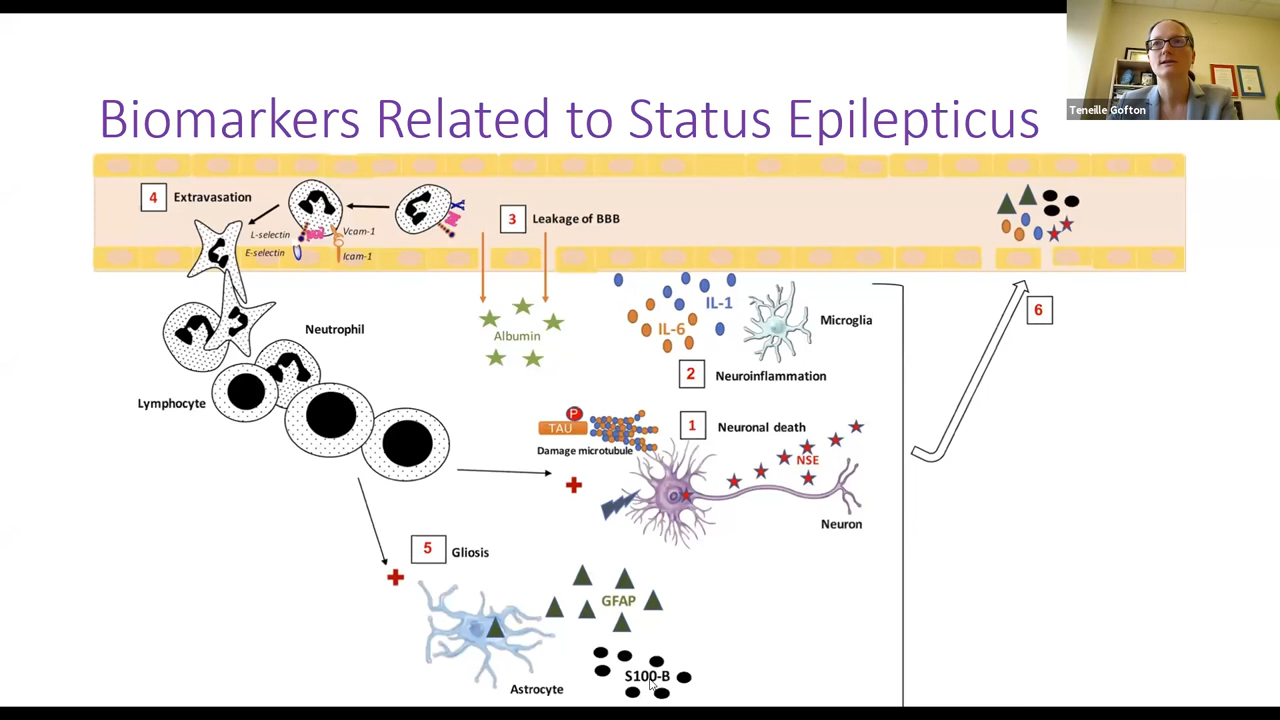 Teneille Gofton
Biomarkers Related to Status Epilepticus
4 Extravasation
3 Leakage of BBB
L-selectin
Vcam-1
E-selectin
Icam-1
IL-1
IL-6
Albumin
Microglia
6
Neutrophil
2 Neuroinflammation
Lymphocyte
P
TAU
1 Neuronal death
Damage microtubule
NSE
Neuron
5 Gliosis
GFAP
S100-B
Astrocyte